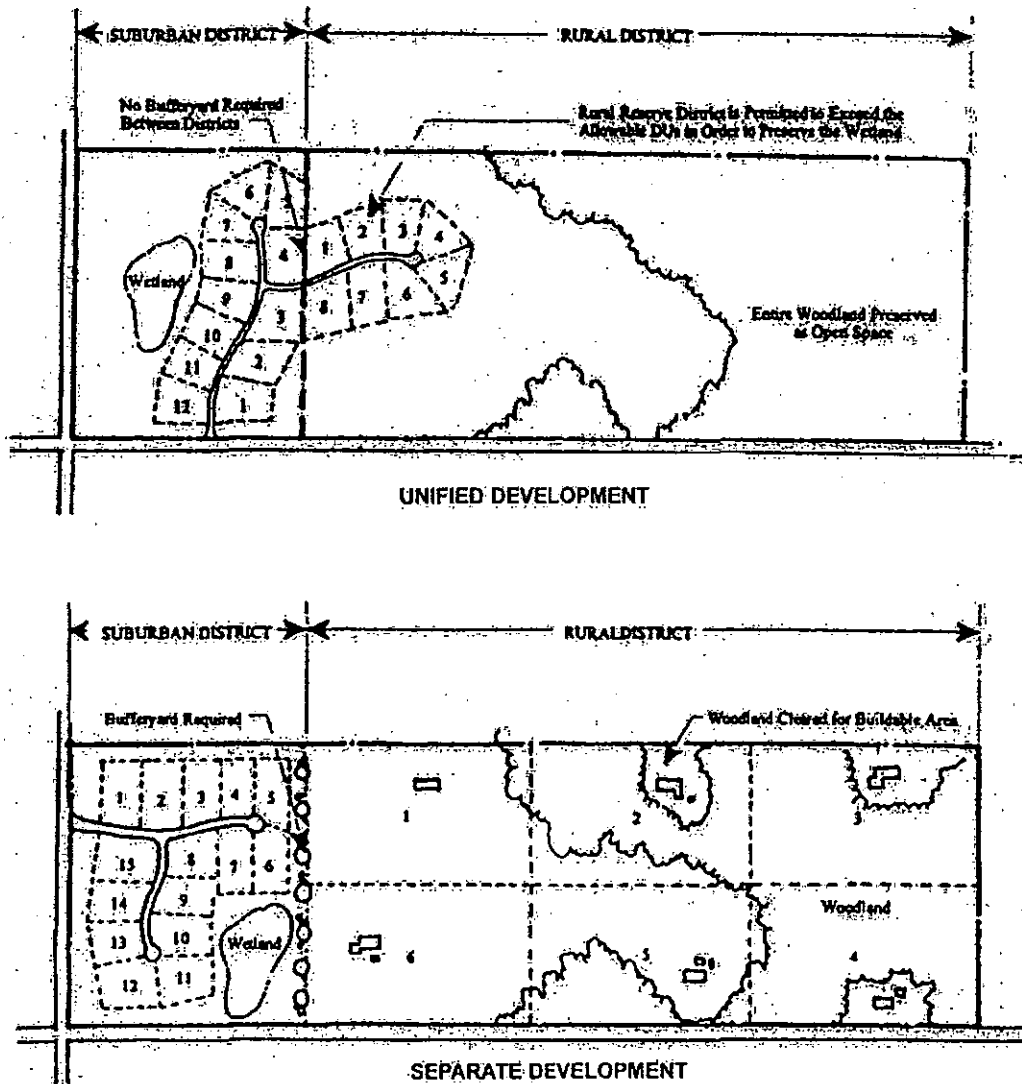 SUBURBAN DISTRICT
RURAL DISTRICT
No Bufferyard Required
Between Districts
Rural Reserve District is Permitted to Exceed the
Allowable DUs in Order to Preserve the Wetland
6
7
8
4
1
2
3
4
5
Wetland
9
3
8
7
6
10
2
11
12
1
Entire Woodland Preserved
as Open Space
UNIFIED DEVELOPMENT
SUBURBAN DISTRICT
RURAL DISTRICT
Bufferyard Required
Woodland Cleared for Buildable Area
1
2
3
4
5
1
2
3
15
8
7
6
14
9
Woodland
13
10
Wetland
6
5
4
12
11
SEPARATE DEVELOPMENT